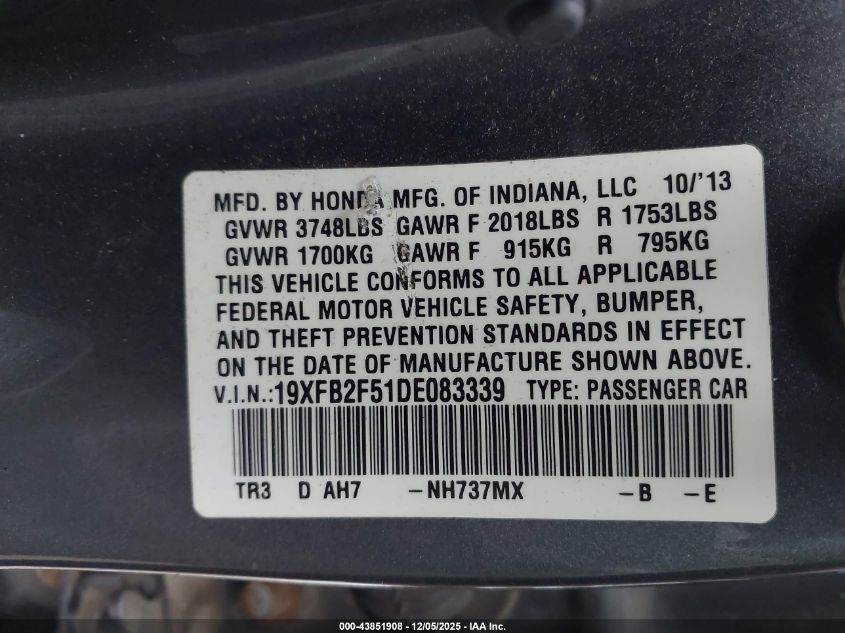 MFD. BY HONDA MFG. OF INDIANA, LLC 10/'13
GVWR 3748LBS GAWR F 2018LBS R 1753LBS
GVWR 1700KG GAWR F 915KG R 795KG
THIS VEHICLE CONFORMS TO ALL APPLICABLE
FEDERAL MOTOR VEHICLE SAFETY, BUMPER,
AND THEFT PREVENTION STANDARDS IN EFFECT
ON THE DATE OF MANUFACTURE SHOWN ABOVE.
V.I.N.:19XFB2F51DE083339 TYPE: PASSENGER CAR
TR3 D AH7 -NH737MX -B -E
000-43851908 - 12/05/2025 - IAA Inc.